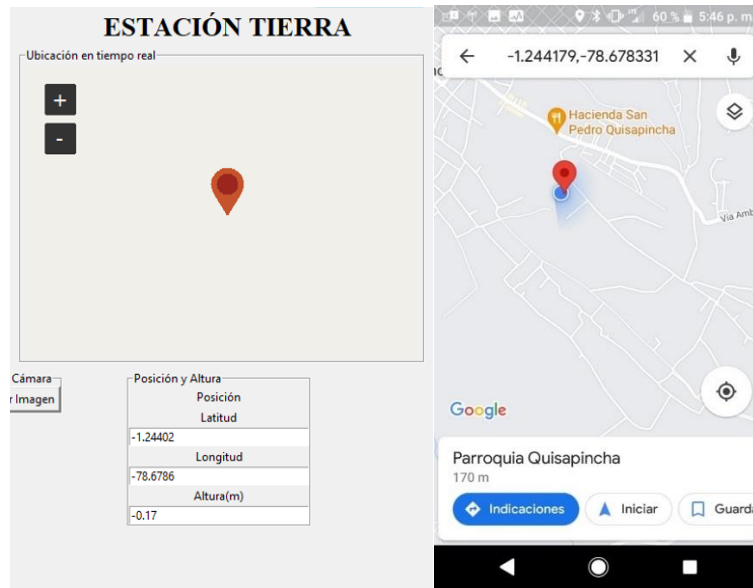 ESTACIÓN TIERRA
Ubicación en tiempo real
+
-
Cámara
r Imagen
Posición y Altura
Posición
Latitud
-1.24402
Longitud
-78.6786
Altura(m)
-0.17
60 % 5:46 p. m
-1.244179,-78.678331
Hacienda San
Pedro Quisapincha
Via Amb
Google
Parroquia Quisapincha
170 m
Indicaciones
Iniciar
Guarda